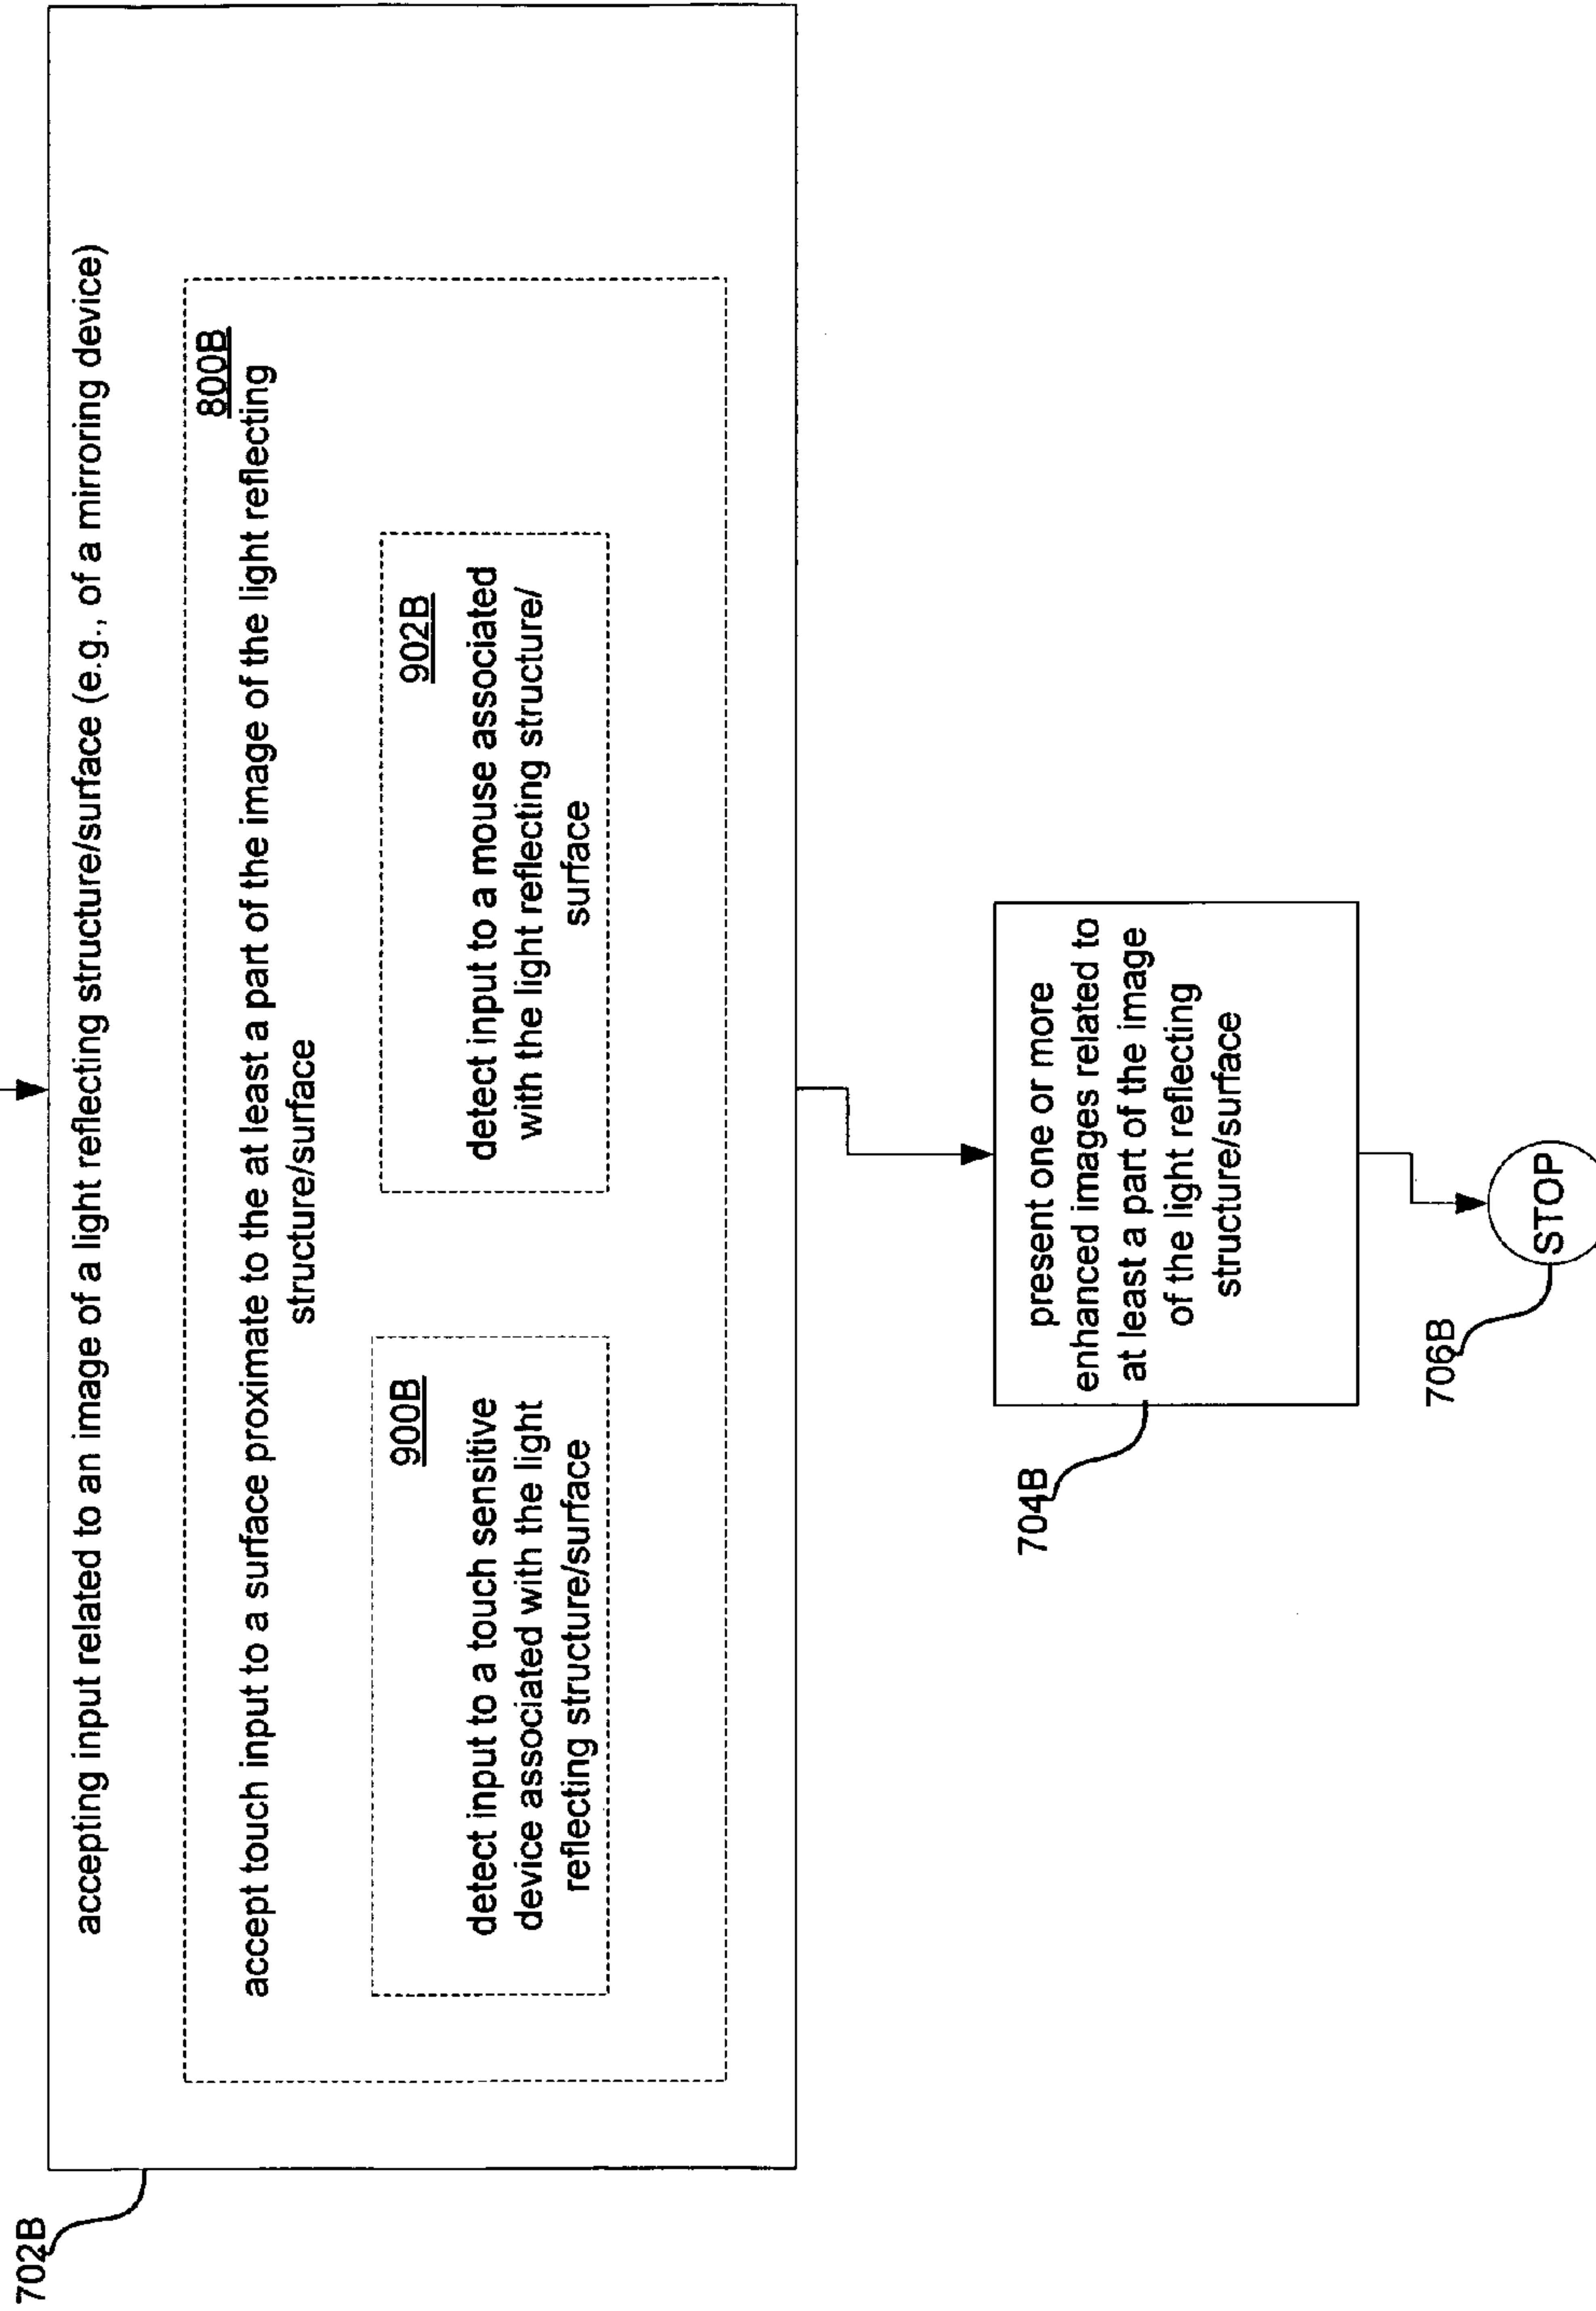 702B
accepting input related to an image of a light reflecting structure/surface (e.g., of a mirroring device)
800B
accept touch input to a surface proximate to the at least a part of the image of the light reflecting
structure/surface
900B
detect input to a touch sensitive
device associated with the light
reflecting structure/surface
902B
detect input to a mouse associated
with the light reflecting structure/
surface
704B
present one or more
enhanced images related to
at least a part of the image
of the light reflecting
structure/surface
706B
STOP